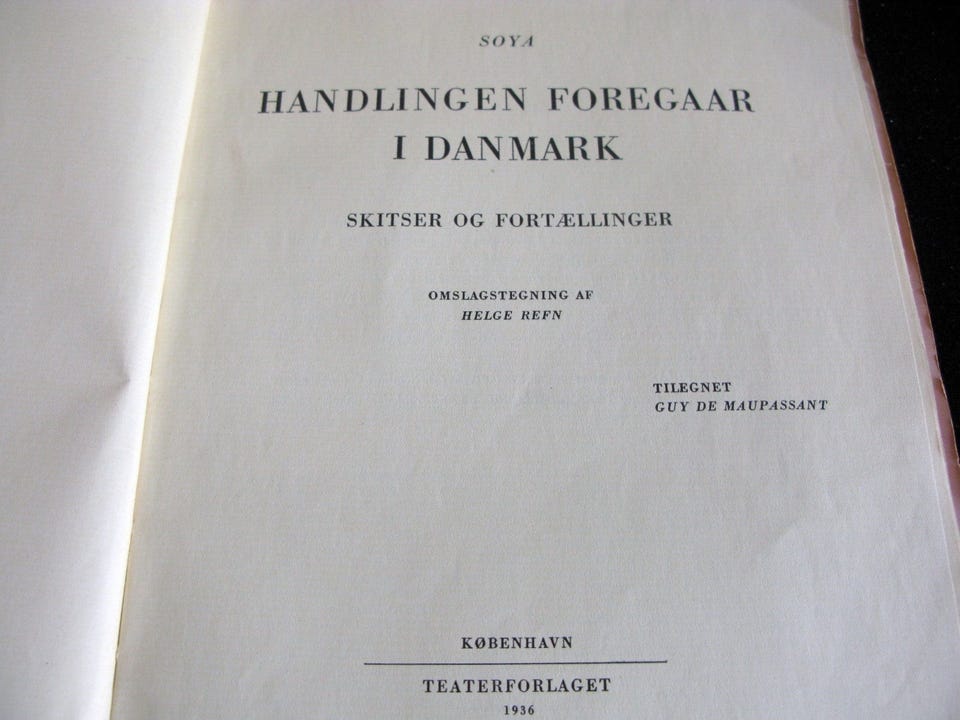 SOYA
HANDLINGEN FOREGAAR
I DANMARK
SKITSER OG FORTÆLLINGER
OMSLAGSTEGNING AF
HELGE REFN
TILEGNET
GUY DE MAUPASSANT
KØBENHAVN
TEATERFORLAGET
1936